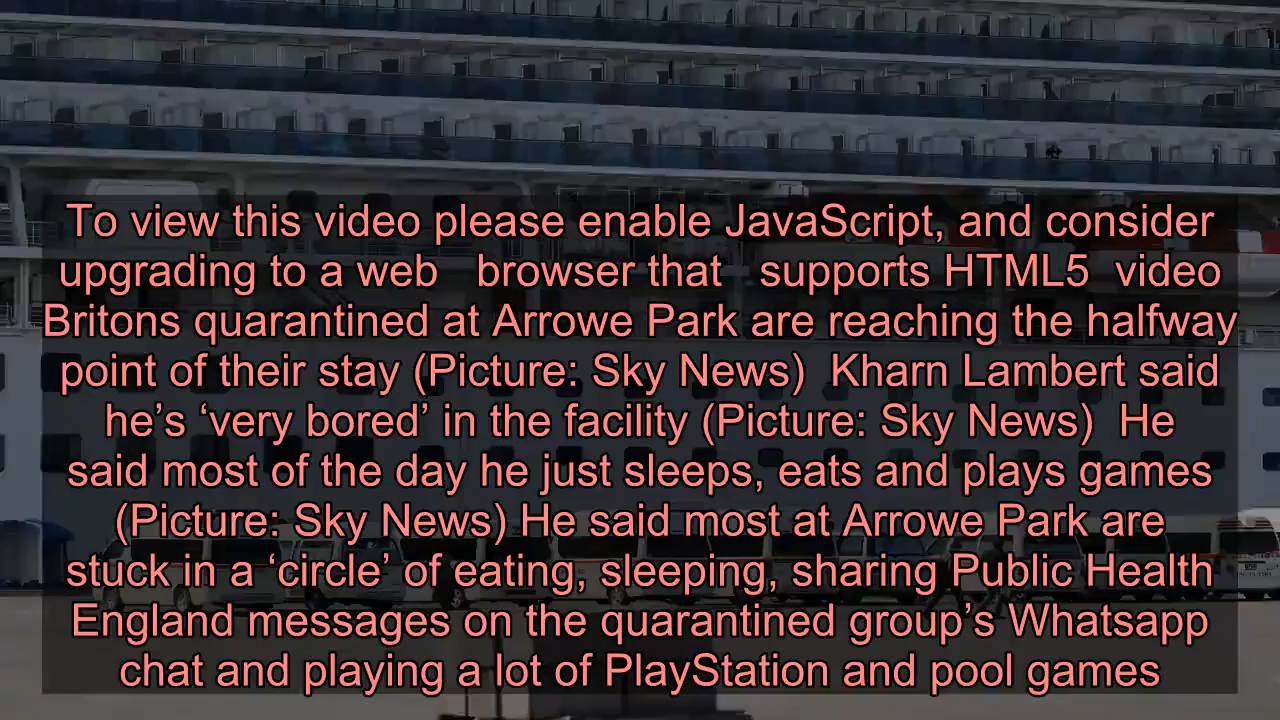 To view this video please enable JavaScript, and consider
upgrading to a web browser that supports HTML5 video
Britons quarantined at Arrowe Park are reaching the halfway
point of their stay (Picture: Sky News) Kharn Lambert said
he’s ‘very bored’ in the facility (Picture: Sky News) He
said most of the day he just sleeps, eats and plays games
(Picture: Sky News) He said most at Arrowe Park are
stuck in a ‘circle’ of eating, sleeping, sharing Public Health
England messages on the quarantined group’s Whatsapp
chat and playing a lot of PlayStation and pool games